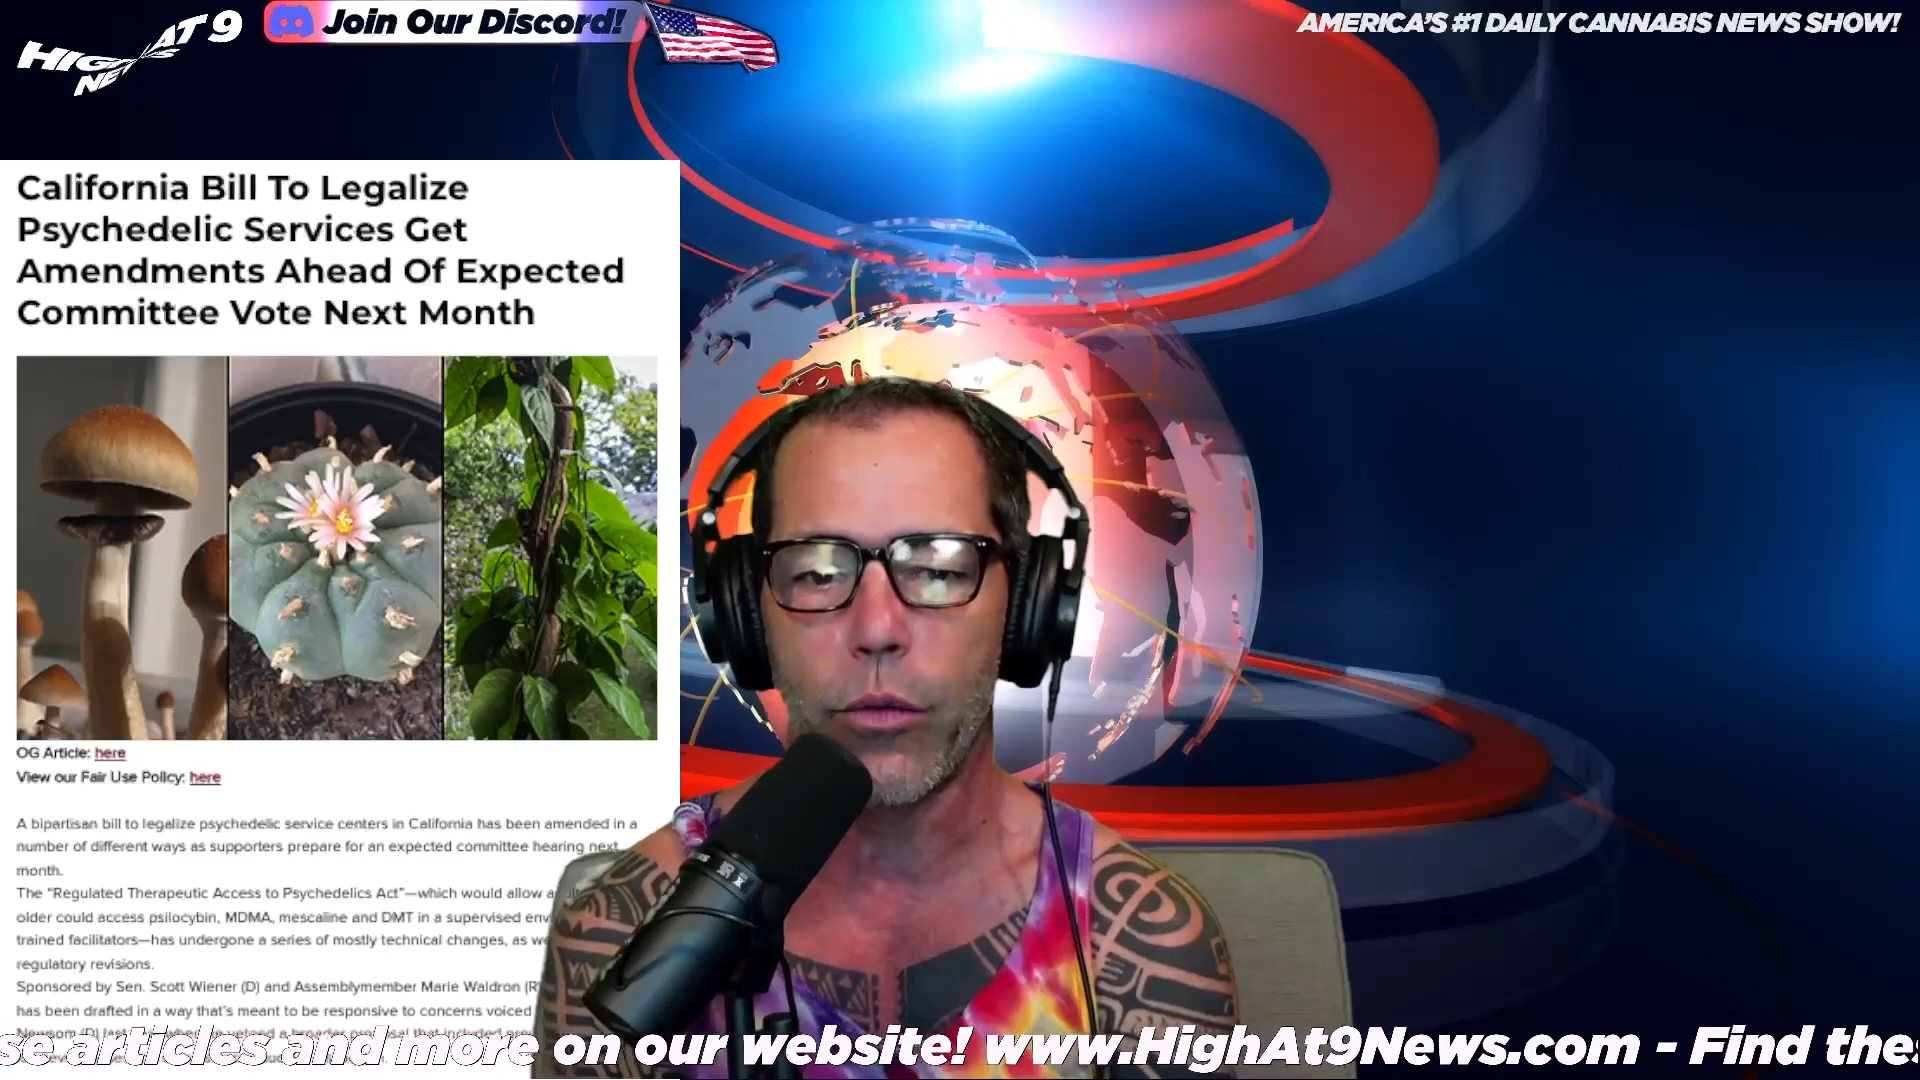 HIGH AT 9
NEWS
Join Our Discord!
AMERICA'S #1 DAILY CANNABIS NEWS SHOW!
California Bill To Legalize
Psychedelic Services Get
Amendments Ahead Of Expected
Committee Vote Next Month
OG Article: here
View our Fair Use Policy: here
A bipartisan bill to legalize psychedelic service centers in California has been amended in a
number of different ways as supporters prepare for an expected committee hearing next
month.
The “Regulated Therapeutic Access to Psychedelics Act”—which would allow
older could access psilocybin, MDMA, mescaline and DMT in a supervised
trained facilitators—has undergone a series of mostly technical changes, as
regulatory revisions.
Sponsored by Sen. Scott Wiener (D) and Assemblymember Marie Waldron
has been drafted in a way that's meant to be responsive to concerns voiced
Newsom (D)
articles and more on our website! www.HighAt9News.com - Find